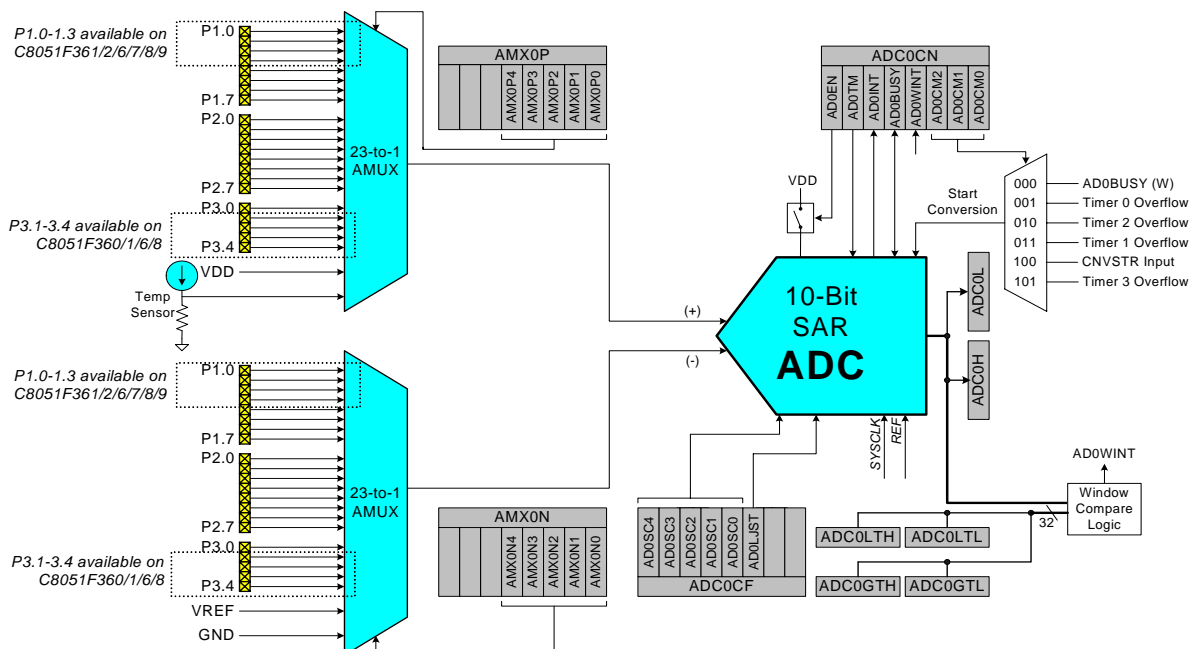 P1.0-1.3 available on
C8051F361/2/6/7/8/9
P1.0
P1.7
P2.0
P2.7
P3.0
P3.4
P3.1-3.4 available on
C8051F360/1/6/8
VDD
Temp
Sensor
23-to-1
AMUX
AMX0P
AMX0P4
AMX0P3
AMX0P2
AMX0P1
AMX0P0
ADC0CN
AD0EN
AD0TM
AD0INT
AD0BUSY
AD0WINT
AD0CM2
AD0CM1
AD0CM0
VDD
Start
Conversion
000 AD0BUSY (W)
001 Timer 0 Overflow
010 Timer 2 Overflow
011 Timer 1 Overflow
100 CNVSTR Input
101 Timer 3 Overflow
(+)
(-)
10-Bit
SAR
ADC
ADC0L
ADC0H
SYSCLK
REF
P1.0-1.3 available on
C8051F361/2/6/7/8/9
P1.0
P1.7
P2.0
P2.7
P3.0
P3.4
P3.1-3.4 available on
C8051F360/1/6/8
VREF
GND
23-to-1
AMUX
AMX0N
AMX0N4
AMX0N3
AMX0N2
AMX0N1
AMX0N0
AD0SC4
AD0SC3
AD0SC2
AD0SC1
AD0SC0
AD0LJST
ADC0CF
AD0WINT
Window
Compare
Logic
32
ADC0LTH
ADC0LTL
ADC0GTH
ADC0GTL